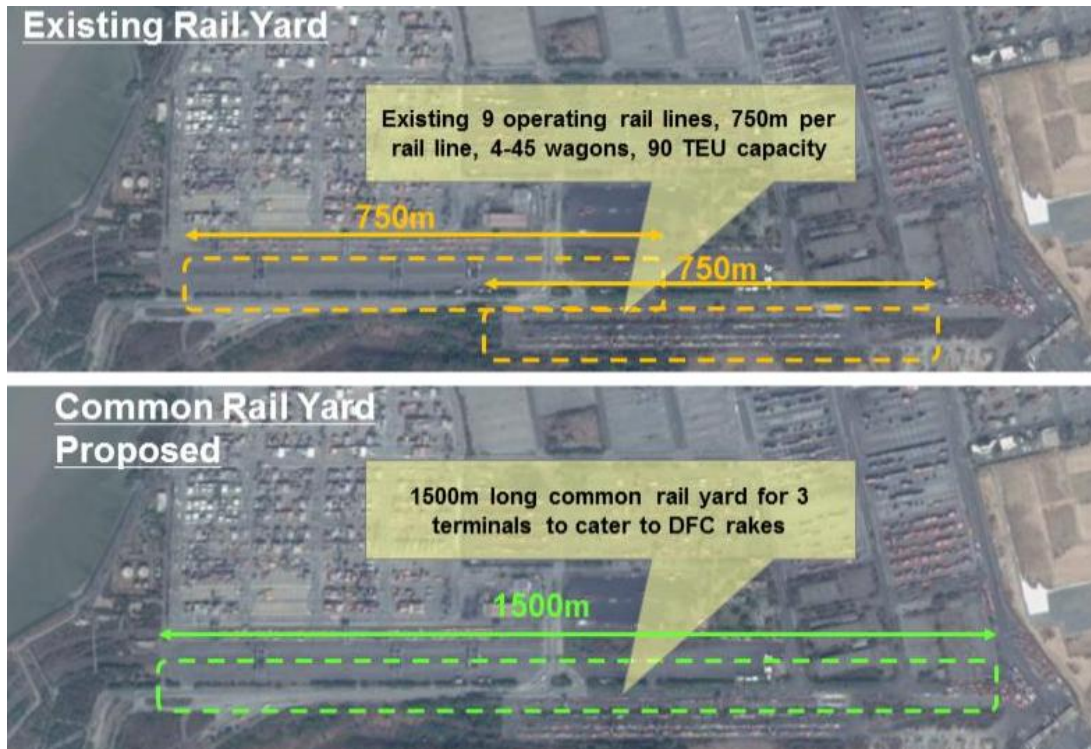 Existing Rail Yard
Existing 9 operating rail lines, 750m per
rail line, 4-45 wagons, 90 TEU capacity
750m
750m
Common Rail Yard
Proposed
1500m long common rail yard for 3
terminals to cater to DFC rakes
1500m